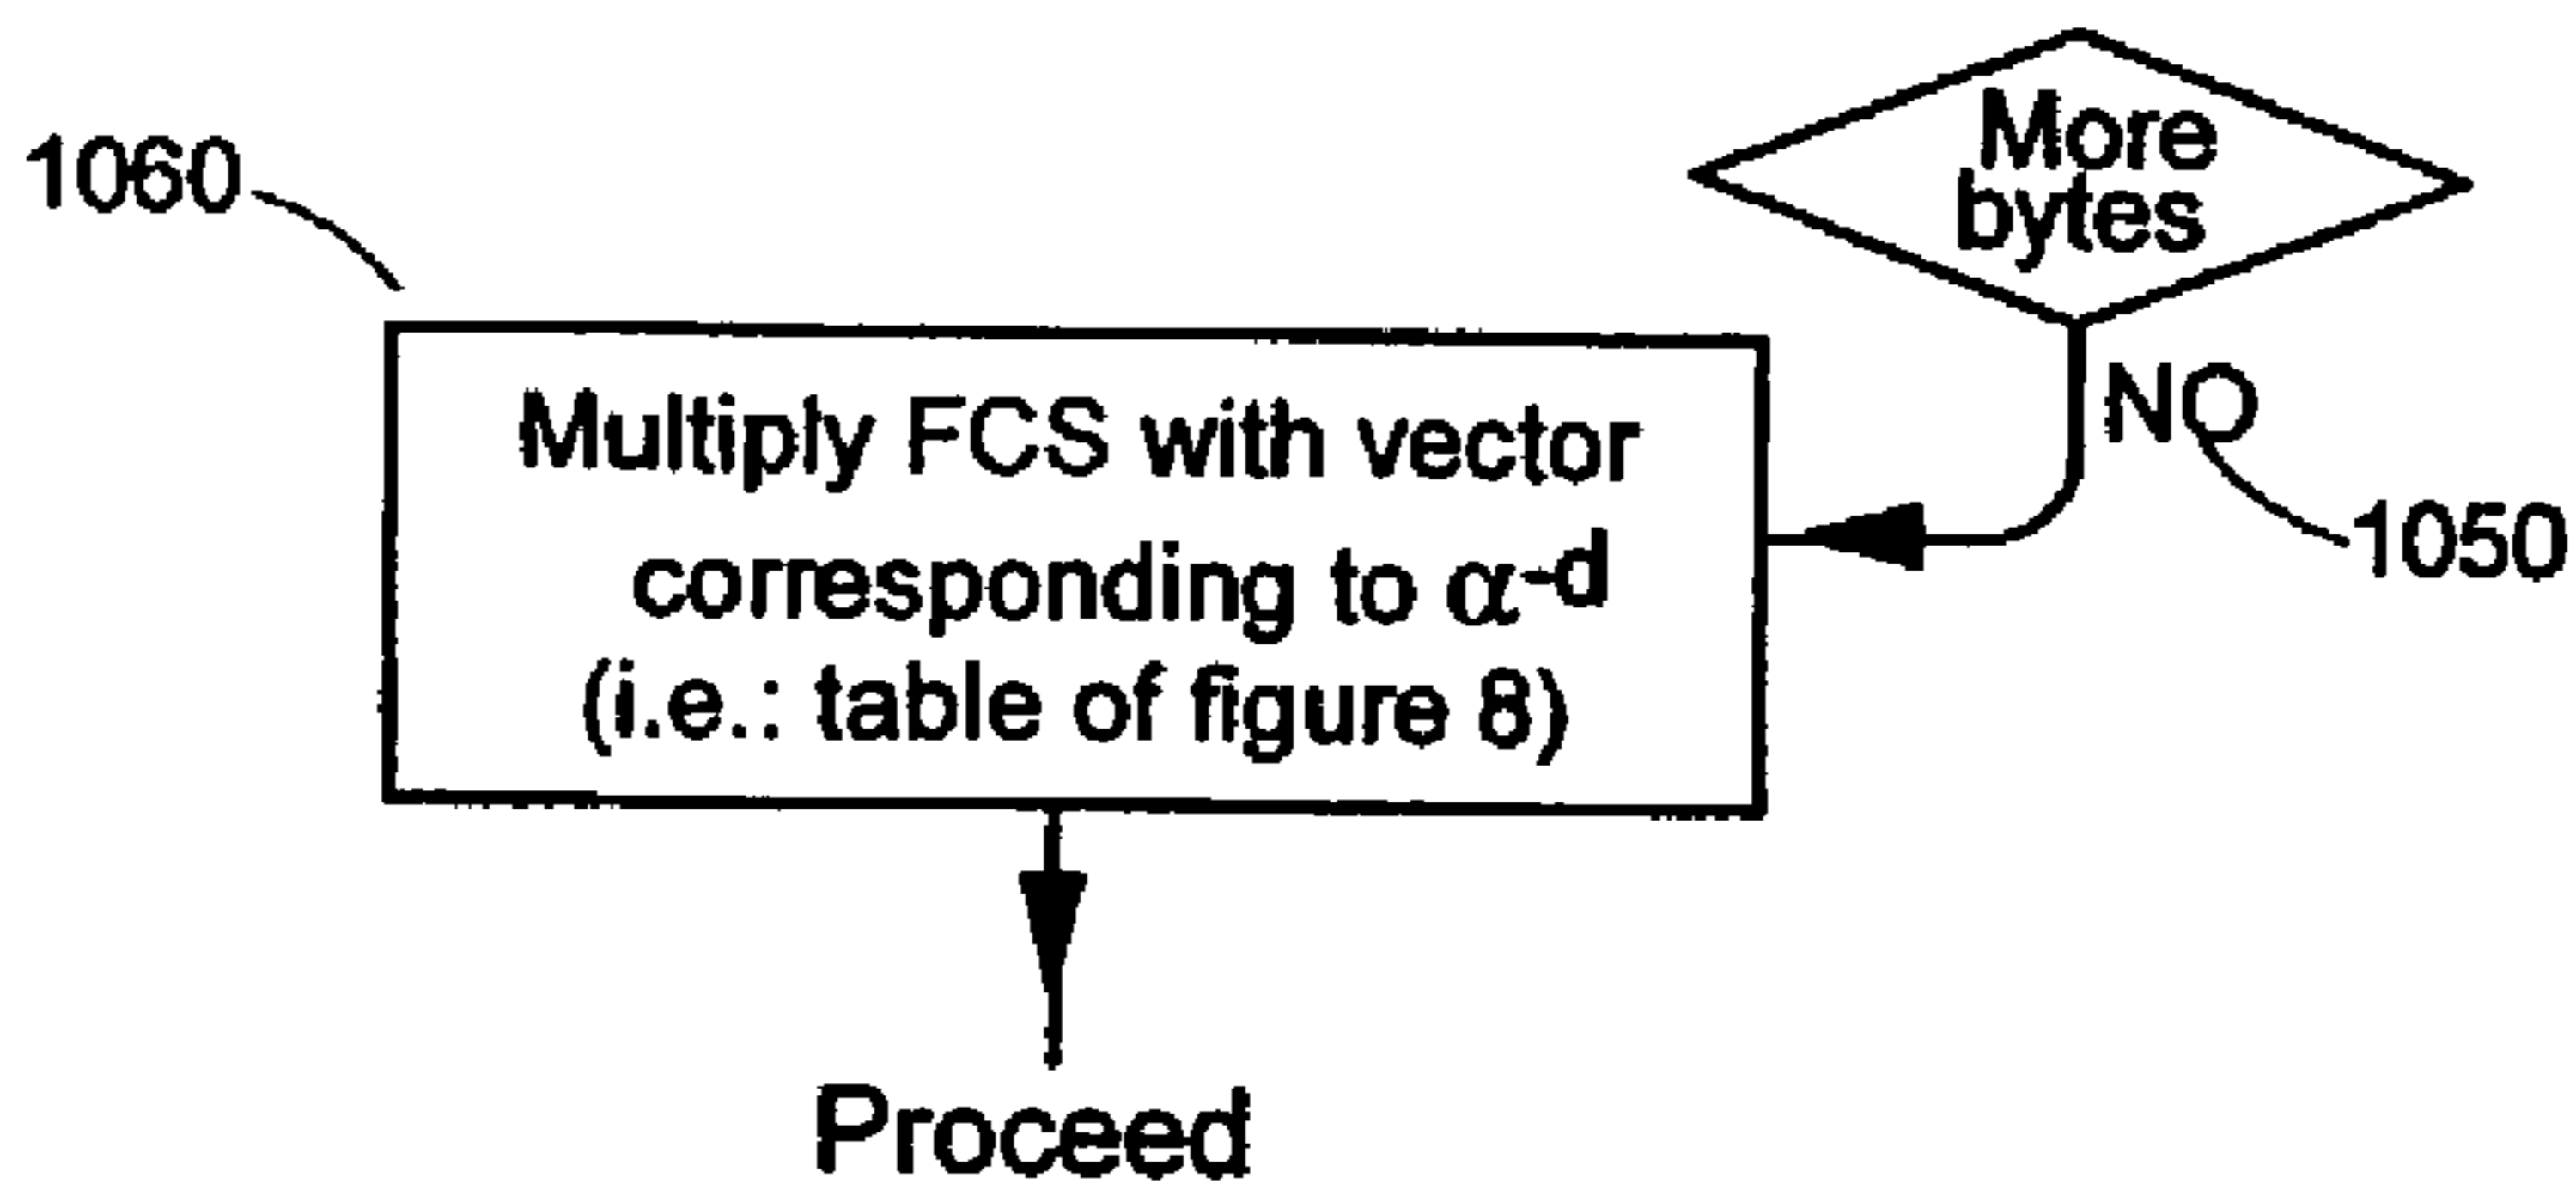 More
bytes
1060
NO
1050
Multiply FCS with vector
corresponding to α⁻ᵈ
(i.e.: table of figure 8)
Proceed